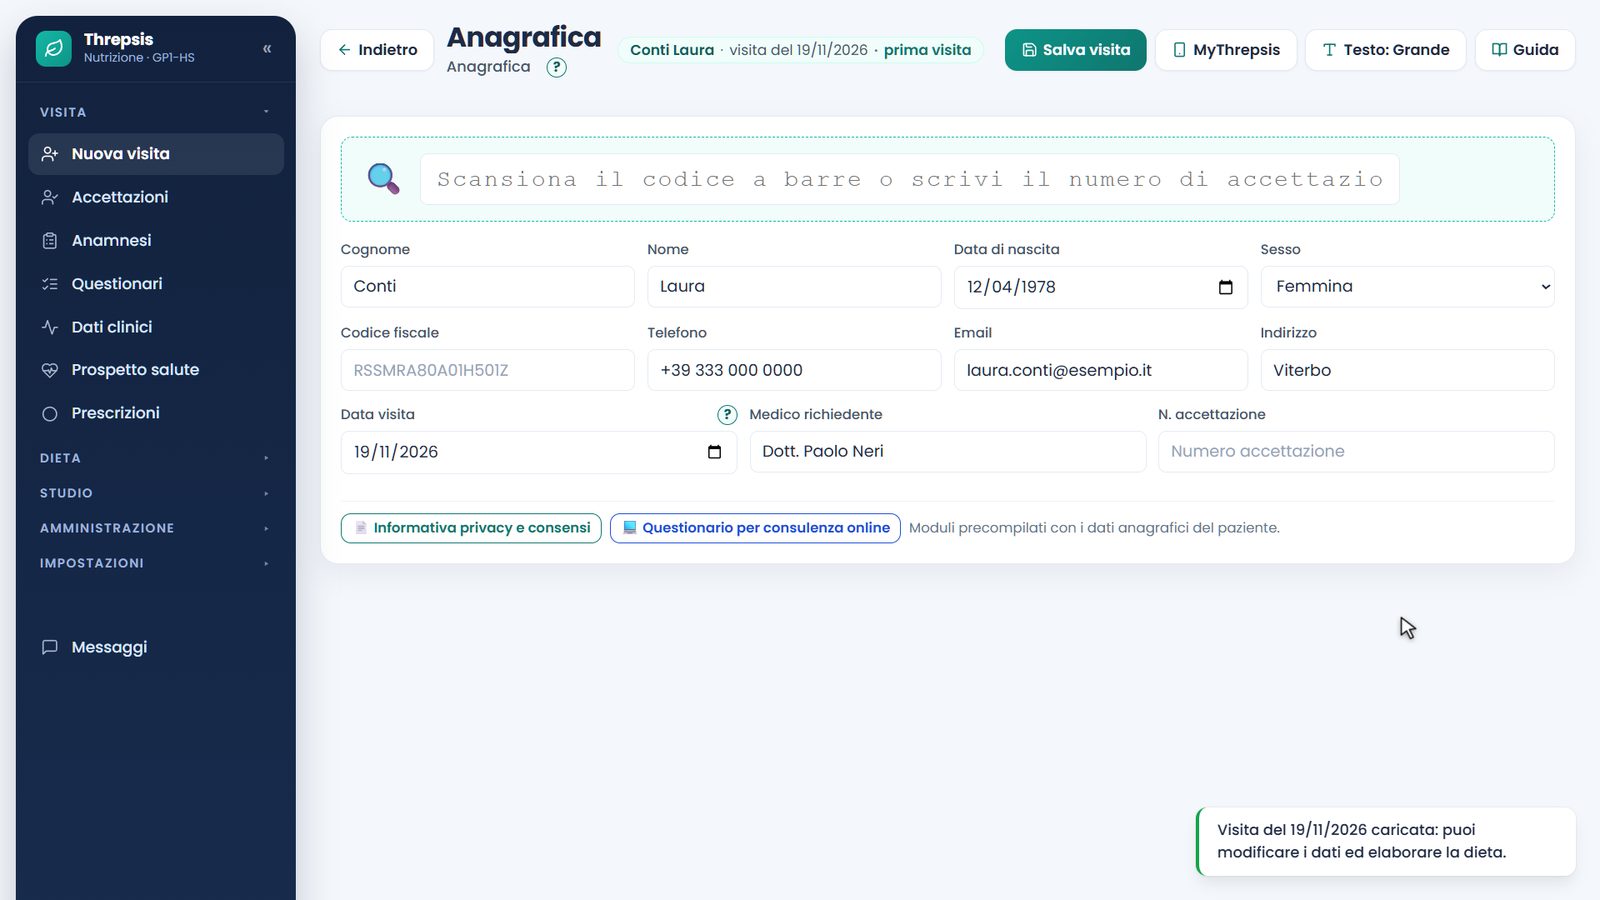 Threpsis
Nutrizione · GP1-HS
«
VISITA
Nuova visita
Accettazioni
Anamnesi
Questionari
Dati clinici
Prospetto salute
Prescrizioni
DIETA
STUDIO
AMMINISTRAZIONE
IMPOSTAZIONI
Messaggi
Indietro
Anagrafica
Anagrafica ?
Conti Laura · visita del 19/11/2026 · prima visita
Salva visita
MyThrepsis
Testo: Grande
Guida
Scansiona il codice a barre o scrivi il numero di accettazio
Cognome Nome Data di nascita Sesso
Conti Laura 12/04/1978 Femmina
Codice fiscale Telefono Email Indirizzo
RSSMRA80A01H501Z +39 333 000 0000 laura.conti@esempio.it Viterbo
Data visita ? Medico richiedente N. accettazione
19/11/2026 Dott. Paolo Neri Numero accettazione
Informativa privacy e consensi Questionario per consulenza online Moduli precompilati con i dati anagrafici del paziente.
Visita del 19/11/2026 caricata: puoi
modificare i dati ed elaborare la dieta.